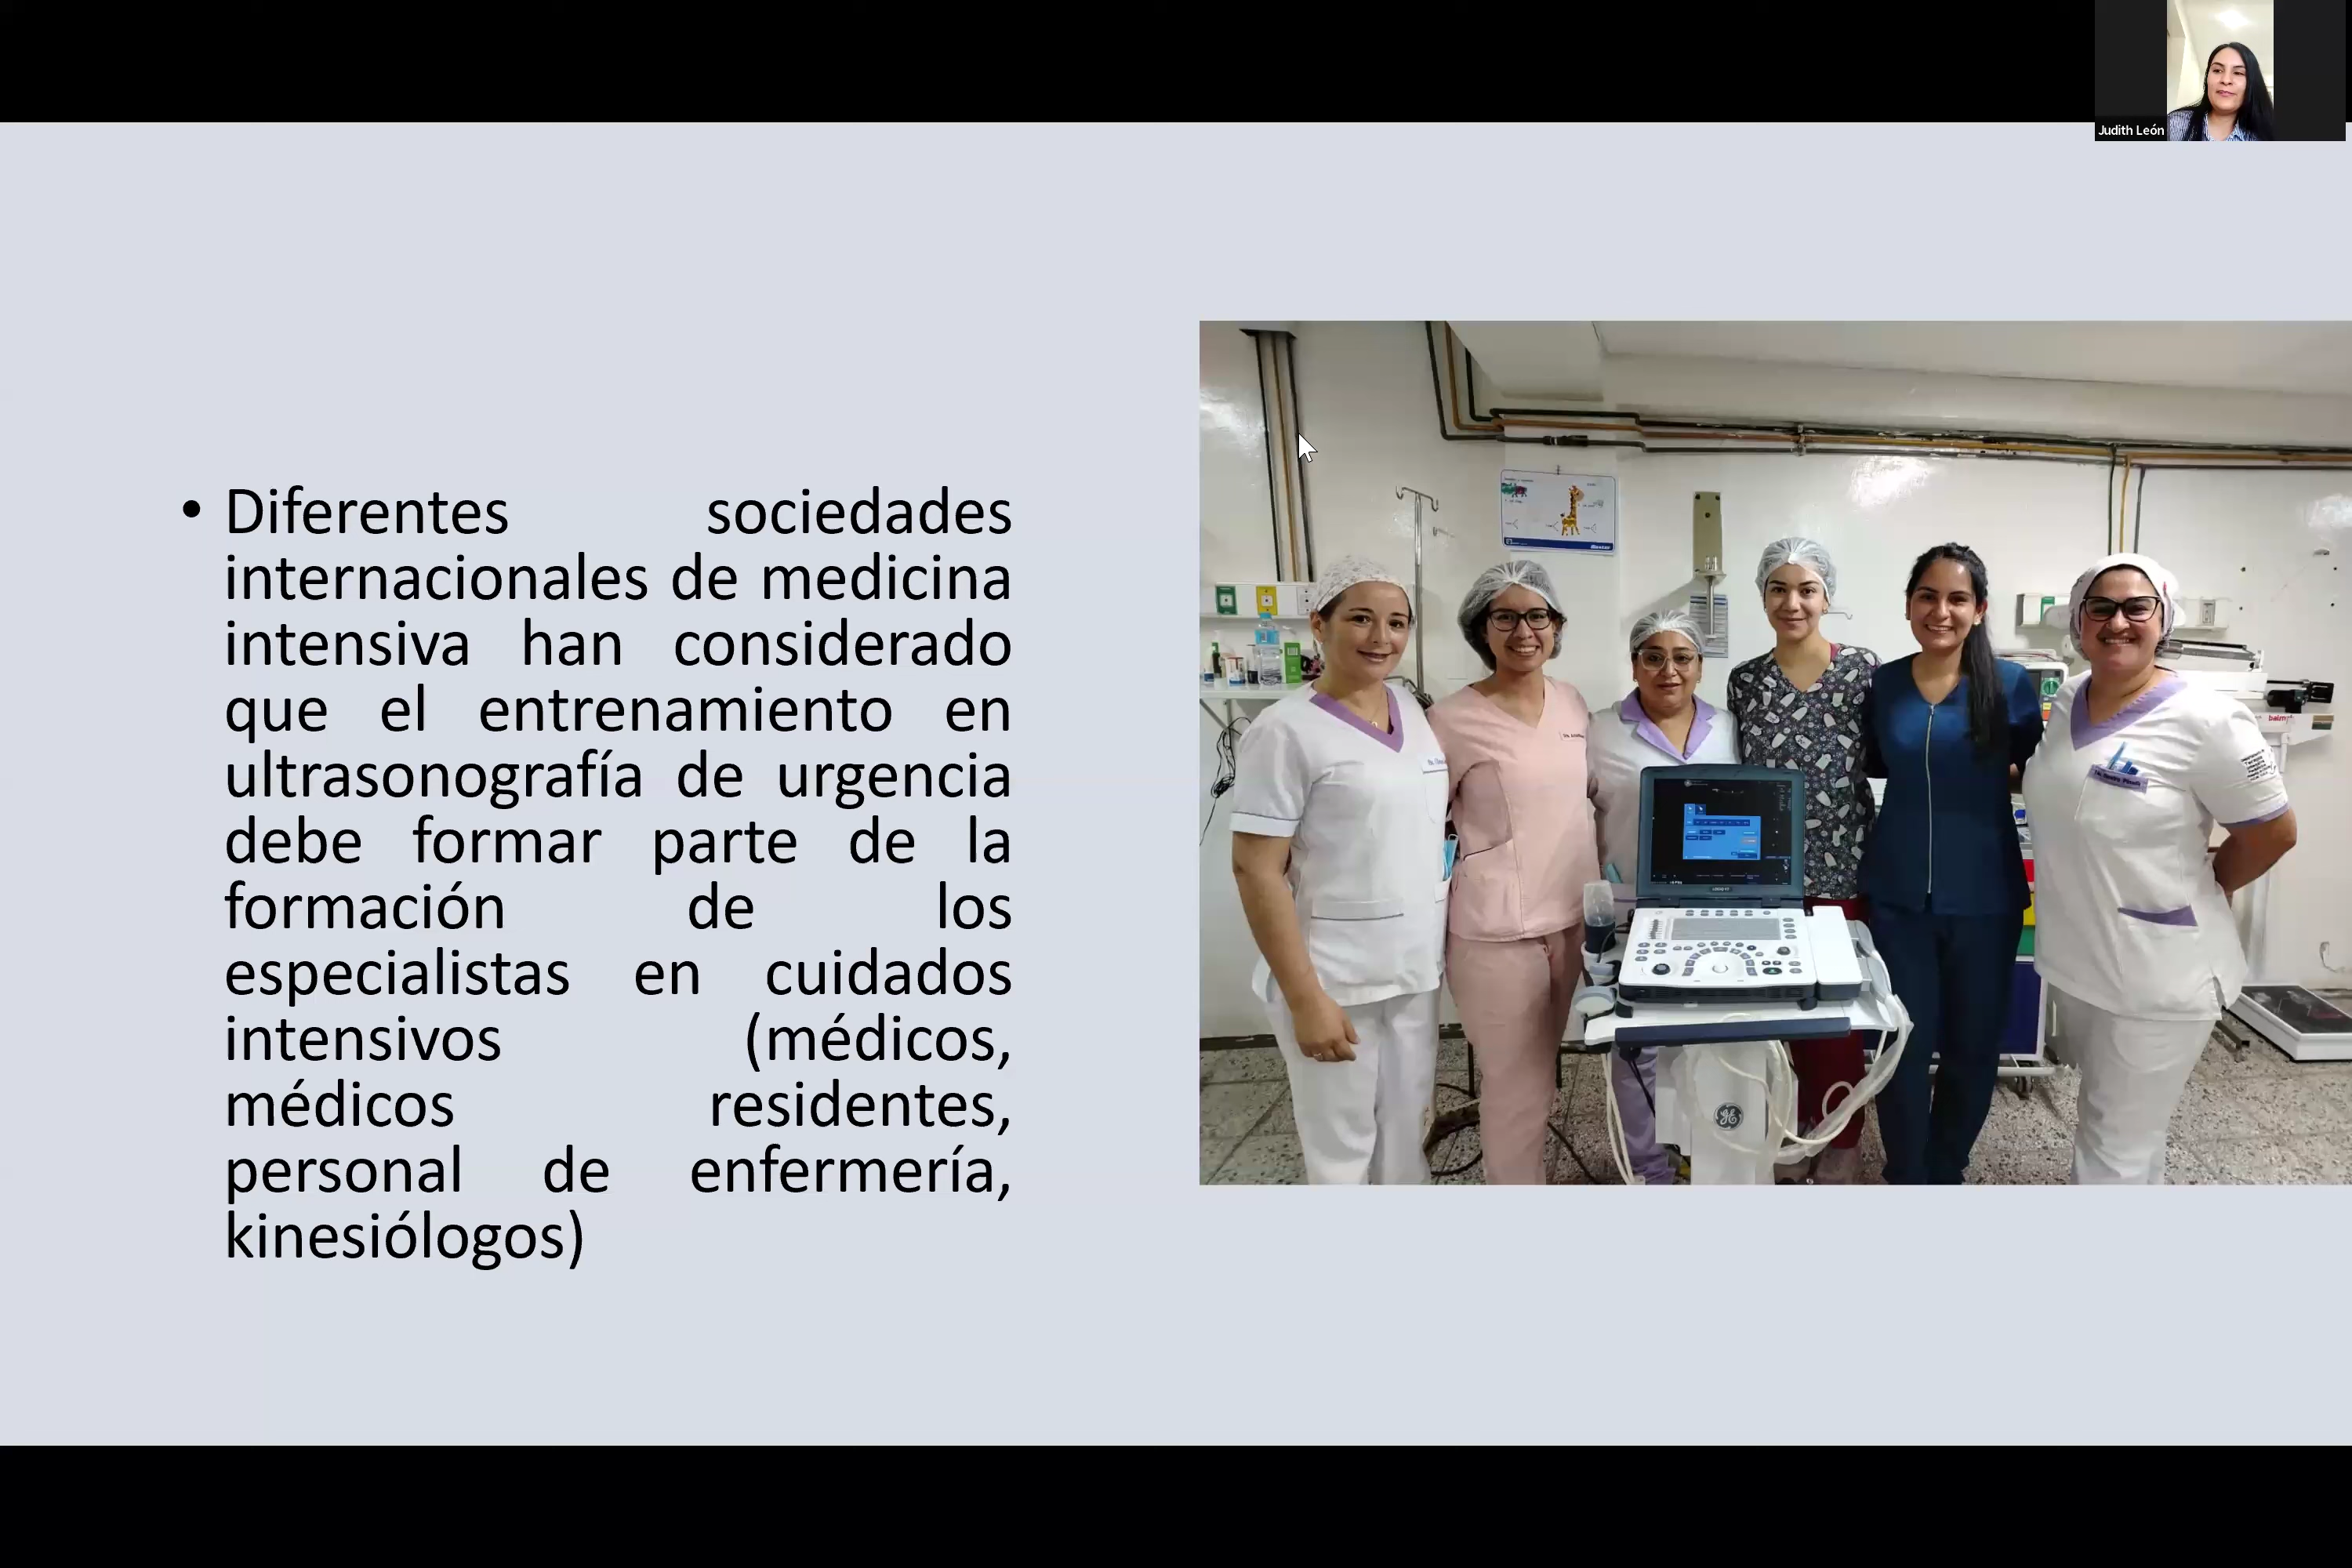 Judith León
• Diferentes sociedades
internacionales de medicina
intensiva han considerado
que el entrenamiento en
ultrasonografía de urgencia
debe formar parte de la
formación de los
especialistas en cuidados
intensivos (médicos,
médicos residentes,
personal de enfermería,
kinesiólogos)